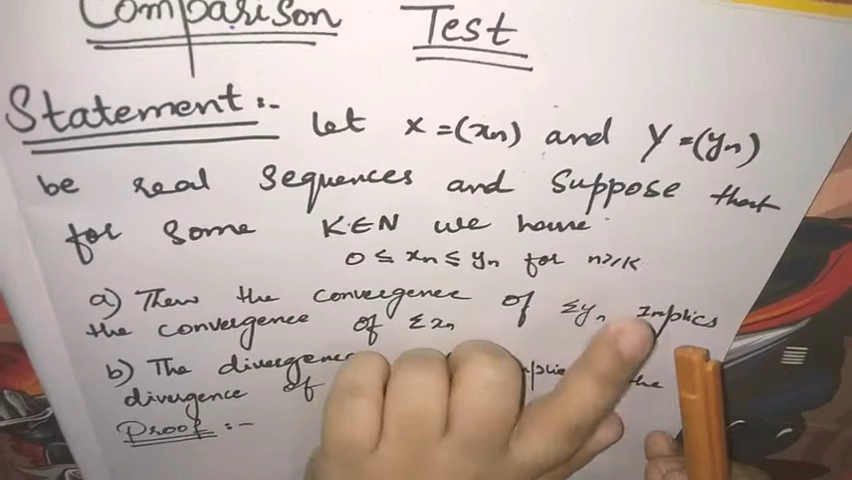 Comparison Test
Statement:- Let X=(xn) and Y=(yn)
be real sequences and suppose that
for some K∈N we have
0 ≤ xn ≤ yn for n≥K
a) Then the convergence of Σyn Implies
the convergence of Σxn
b) The divergence the
divergence of
Proof:-